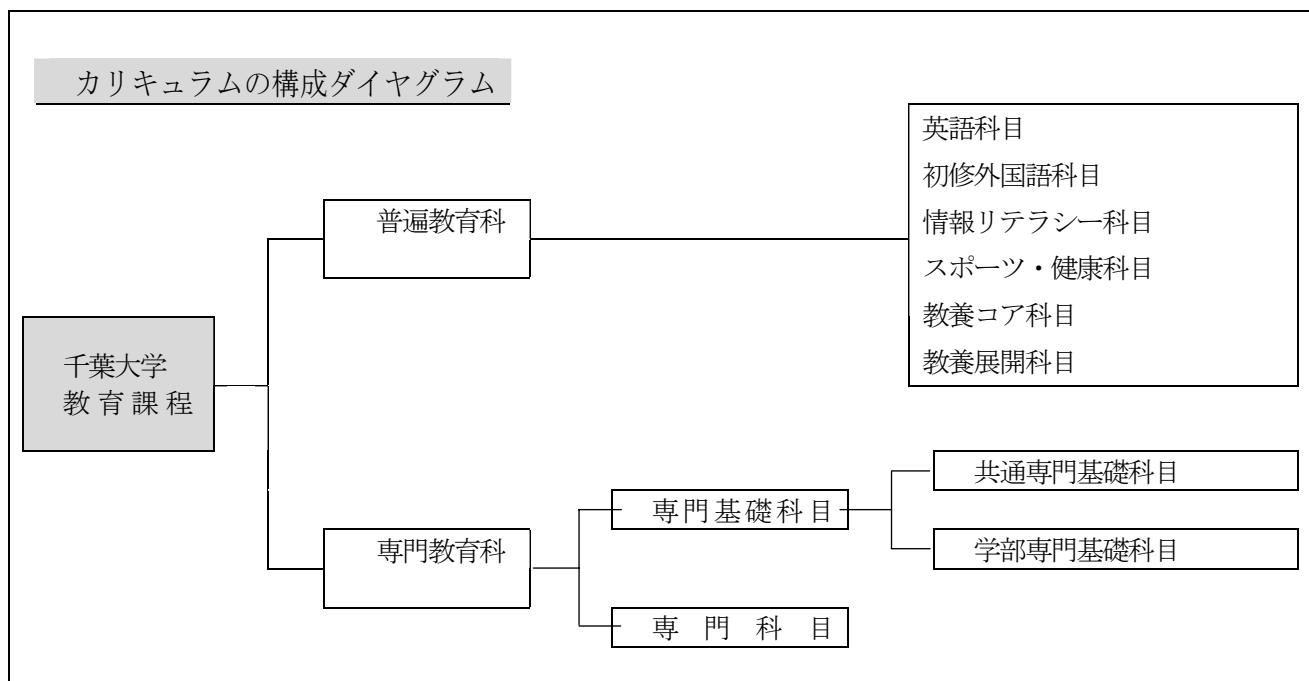 カリキュラムの構成ダイヤグラム
英語科目
初修外国語科目
情報リテラシー科目
スポーツ・健康科目
教養コア科目
教養展開科目
普遍教育科
千葉大学
教育課程
専門教育科
専門基礎科目
共通専門基礎科目
学部専門基礎科目
専門科目